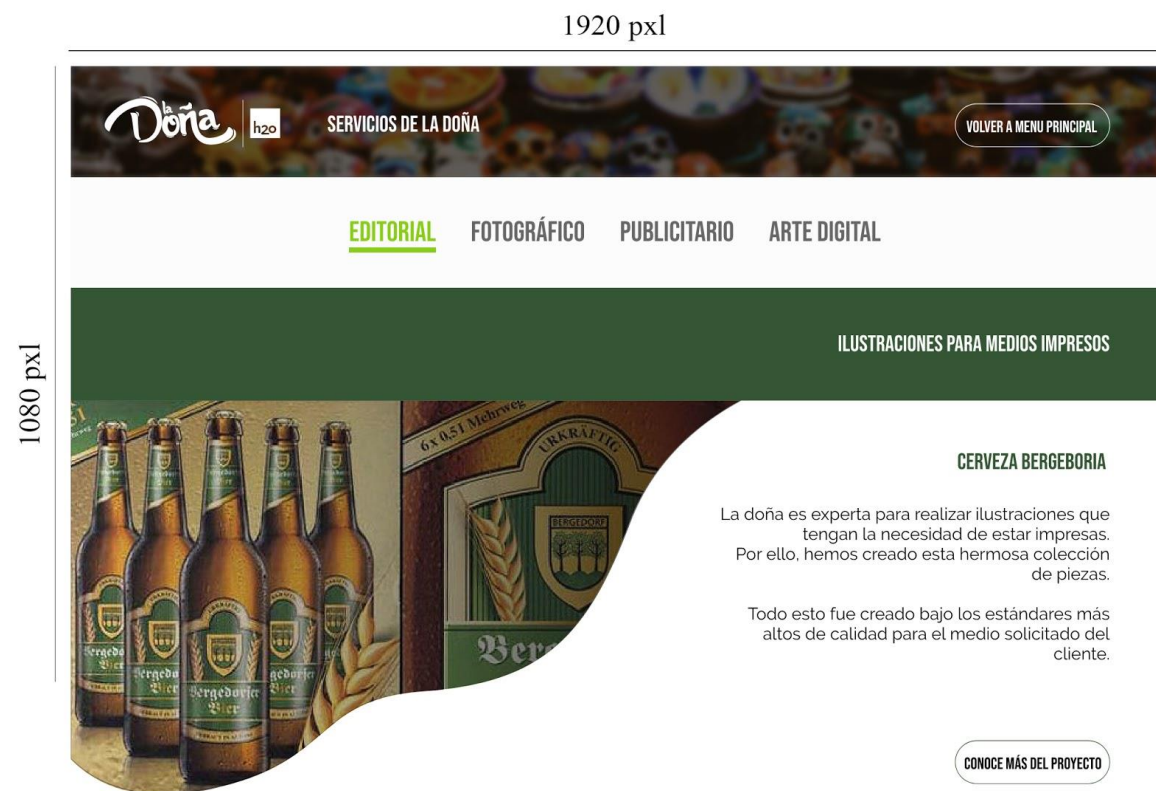 1920 pxl
la
Doña
h2o
SERVICIOS DE LA DOÑA
VOLVER A MENU PRINCIPAL
EDITORIAL
FOTOGRÁFICO
PUBLICITARIO
ARTE DIGITAL
1080 pxl
ILUSTRACIONES PARA MEDIOS IMPRESOS
6x 0,5l Mehrweg
URKRÄFTIG
BERGEDORF
Bergedorfer
Bier
CERVEZA BERGEBORIA
La doña es experta para realizar ilustraciones que
tengan la necesidad de estar impresas.
Por ello, hemos creado esta hermosa colección
de piezas.
Todo esto fue creado bajo los estándares más
altos de calidad para el medio solicitado del
cliente.
CONOCE MÁS DEL PROYECTO